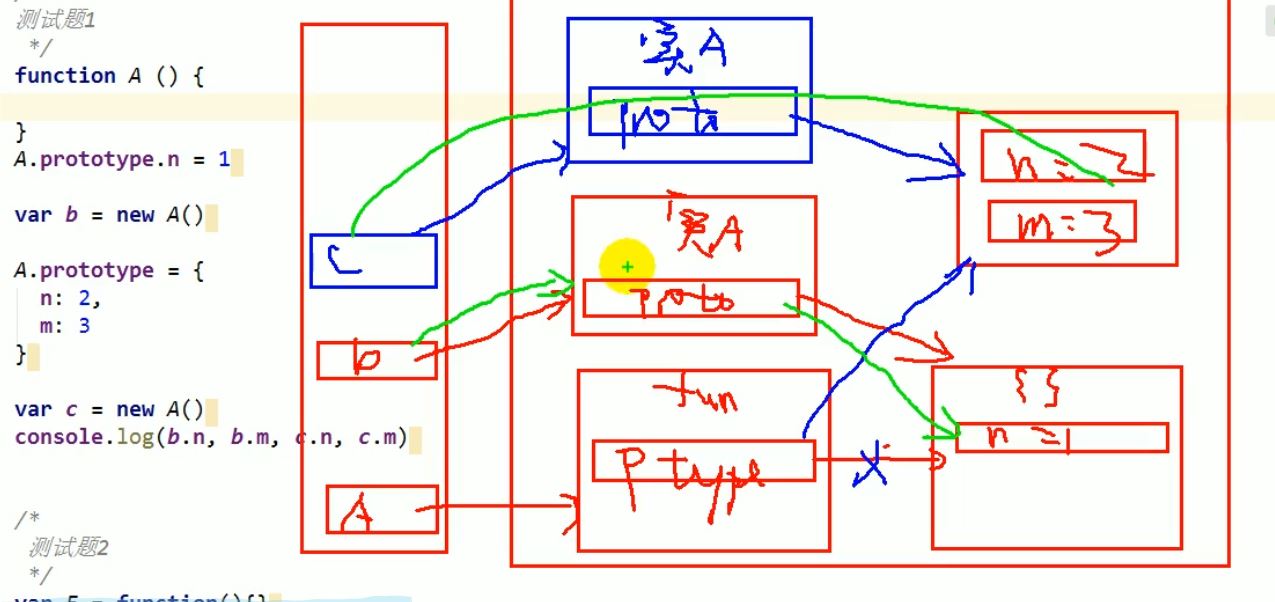 测试题1
*/
function A () {
}
A.prototype.n = 1
var b = new A()
A.prototype = {
n: 2,
m: 3
}
var c = new A()
console.log(b.n, b.m, c.n, c.m)
/*
测试题2
*/
var F = function(){}
C
b
A
实A
proto
实A
proto
fun
P type
n = 2
m = 3
{ }
n = 1